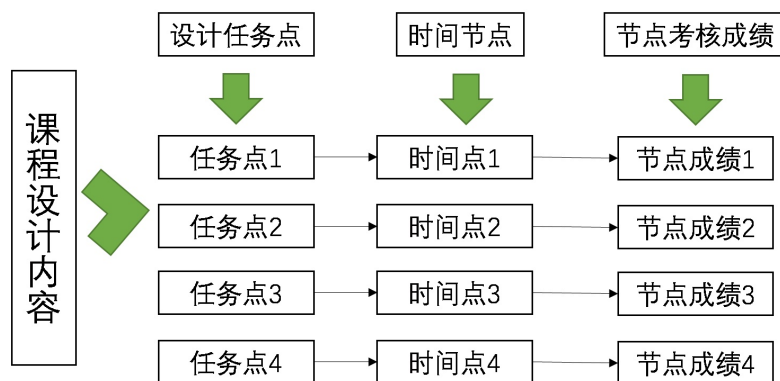 设计任务点
时间节点
节点考核成绩
课程设计内容
任务点1
时间点1
节点成绩1
任务点2
时间点2
节点成绩2
任务点3
时间点3
节点成绩3
任务点4
时间点4
节点成绩4